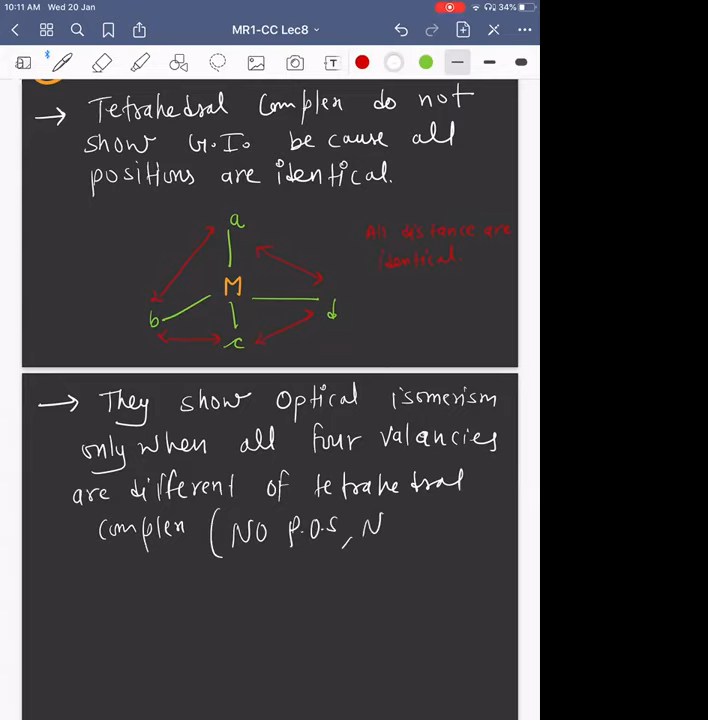 10:11 AM Wed 20 Jan
34%
MR1-CC Lec8
T
→ Tetrahedral Complex do not
show G.I. be cause all
positions are identical.
a
M
b
c
d
All distance are
identical.
→ They show Optical isomerism
only when all four valancies
are different of tetrahedral
complex (NO P.O.S, N